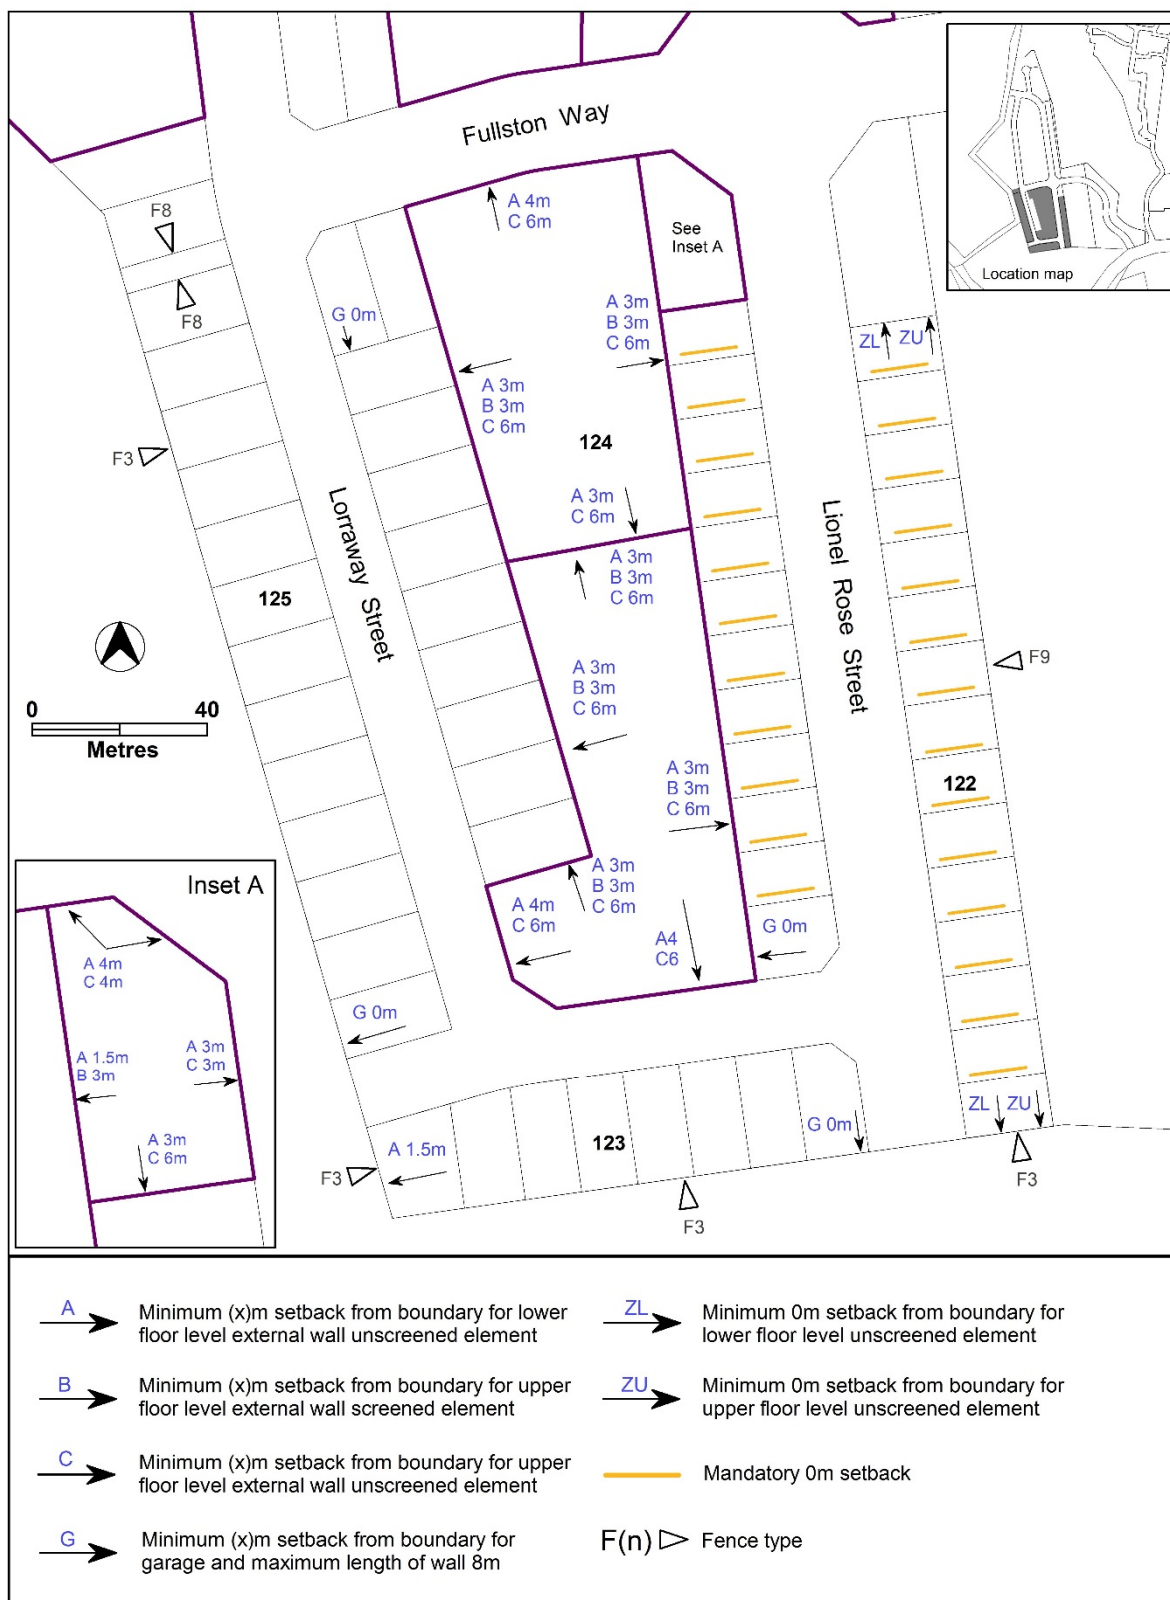 Fullston Way
Location map
F8
F8
A 4m
C 6m
See
Inset A
G 0m
A 3m
B 3m
C 6m
ZL
ZU
A 3m
B 3m
C 6m
124
F3
A 3m
C 6m
Lorraway Street
Lionel Rose Street
A 3m
B 3m
C 6m
125
F9
0
40
Metres
A 3m
B 3m
C 6m
A 3m
B 3m
C 6m
122
A 3m
B 3m
C 6m
A 4m
C 6m
A4
C6
G 0m
Inset A
A 4m
C 4m
A 1.5m
B 3m
A 3m
C 3m
A 3m
C 6m
G 0m
ZL
ZU
G 0m
123
A 1.5m
F3
F3
F3
A
Minimum (x)m setback from boundary for lower
floor level external wall unscreened element
B
Minimum (x)m setback from boundary for upper
floor level external wall screened element
C
Minimum (x)m setback from boundary for upper
floor level external wall unscreened element
G
Minimum (x)m setback from boundary for
garage and maximum length of wall 8m
ZL
Minimum 0m setback from boundary for
lower floor level unscreened element
ZU
Minimum 0m setback from boundary for
upper floor level unscreened element
Mandatory 0m setback
F(n)
Fence type